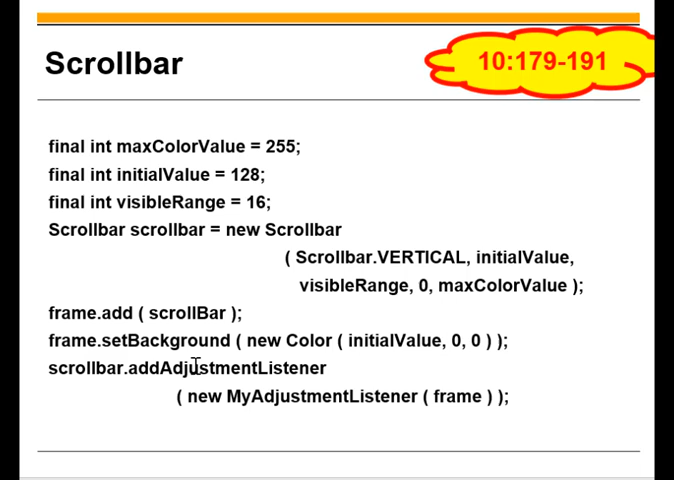 Scrollbar
10:179-191
final int maxColorValue = 255;
final int initialValue = 128;
final int visibleRange = 16;
Scrollbar scrollbar = new Scrollbar
( Scrollbar.VERTICAL, initialValue,
visibleRange, 0, maxColorValue );
frame.add ( scrollBar );
frame.setBackground ( new Color ( initialValue, 0, 0 ) );
scrollbar.addAdjustmentListener
( new MyAdjustmentListener ( frame ) );